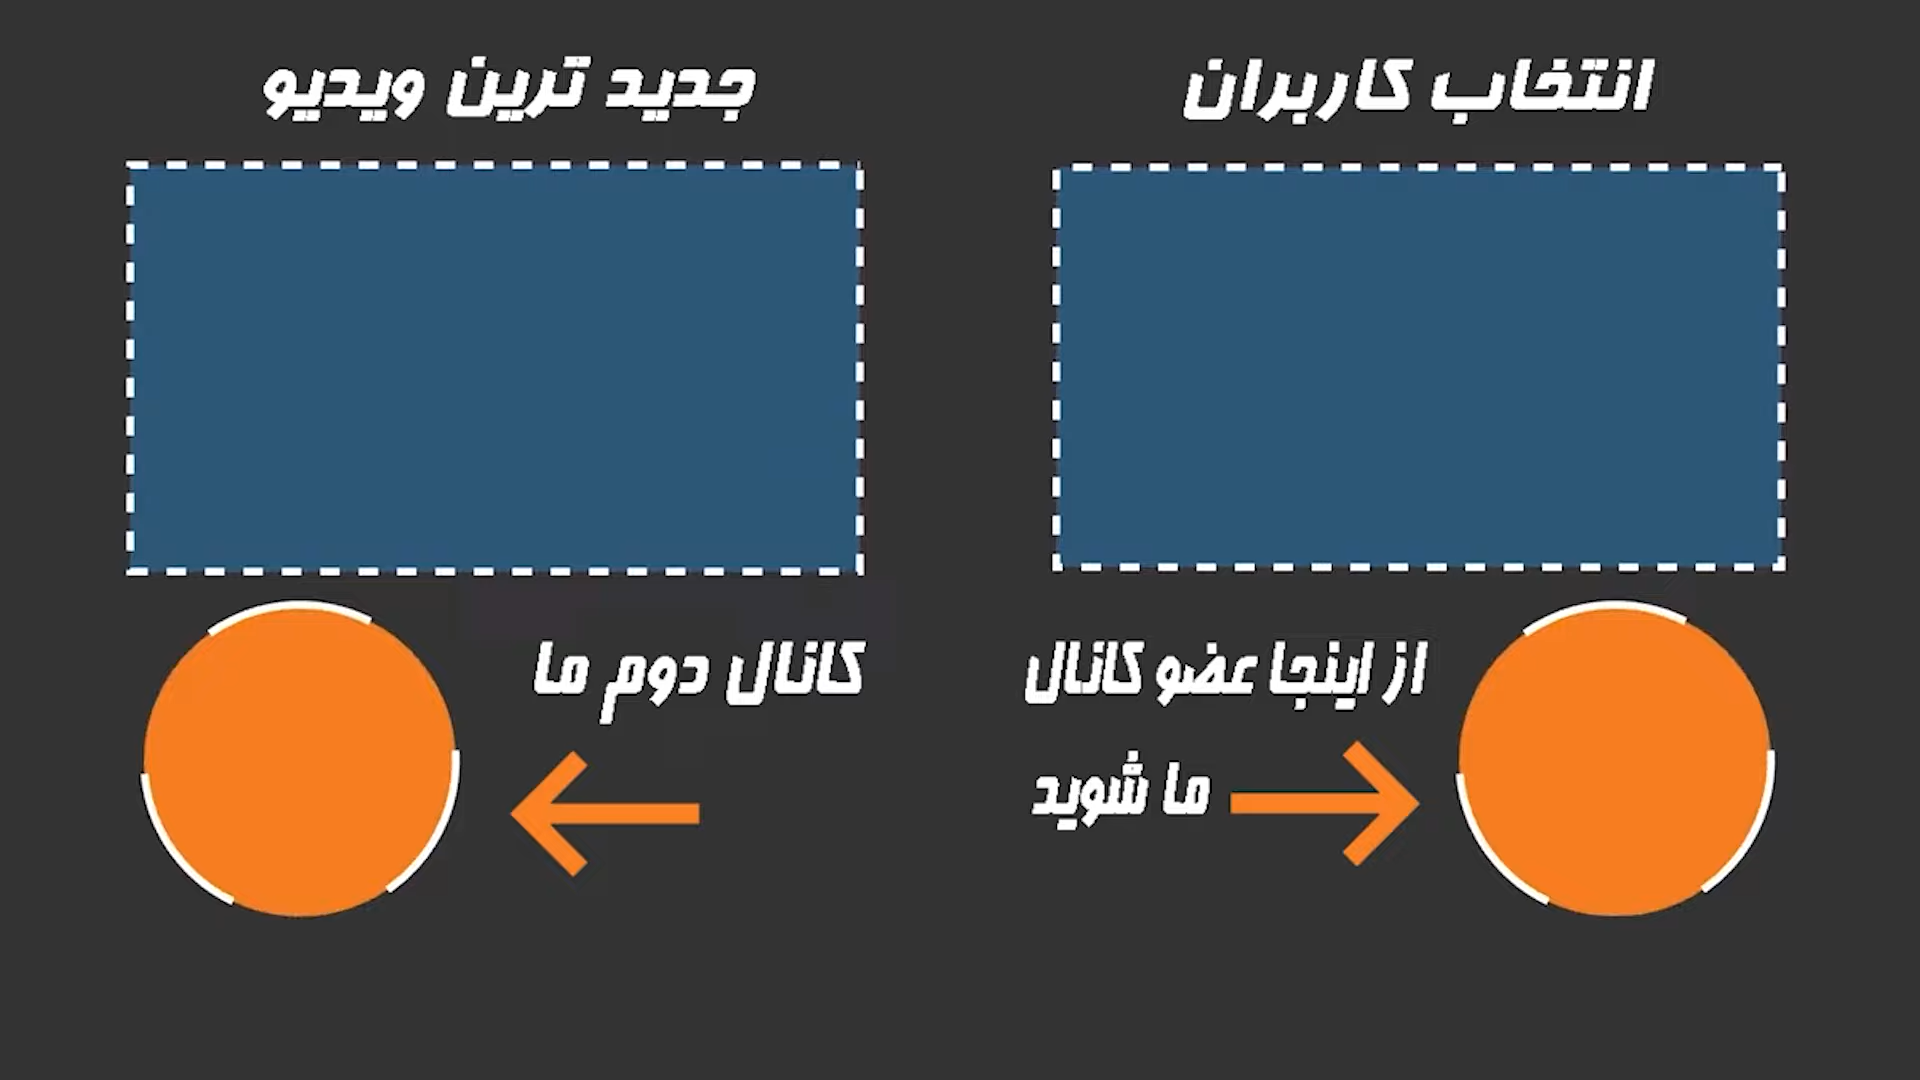 انتخاب کاربران
جدید ترین ویدیو
از اینجا عضو کانال
ما شوید
کانال دوم ما